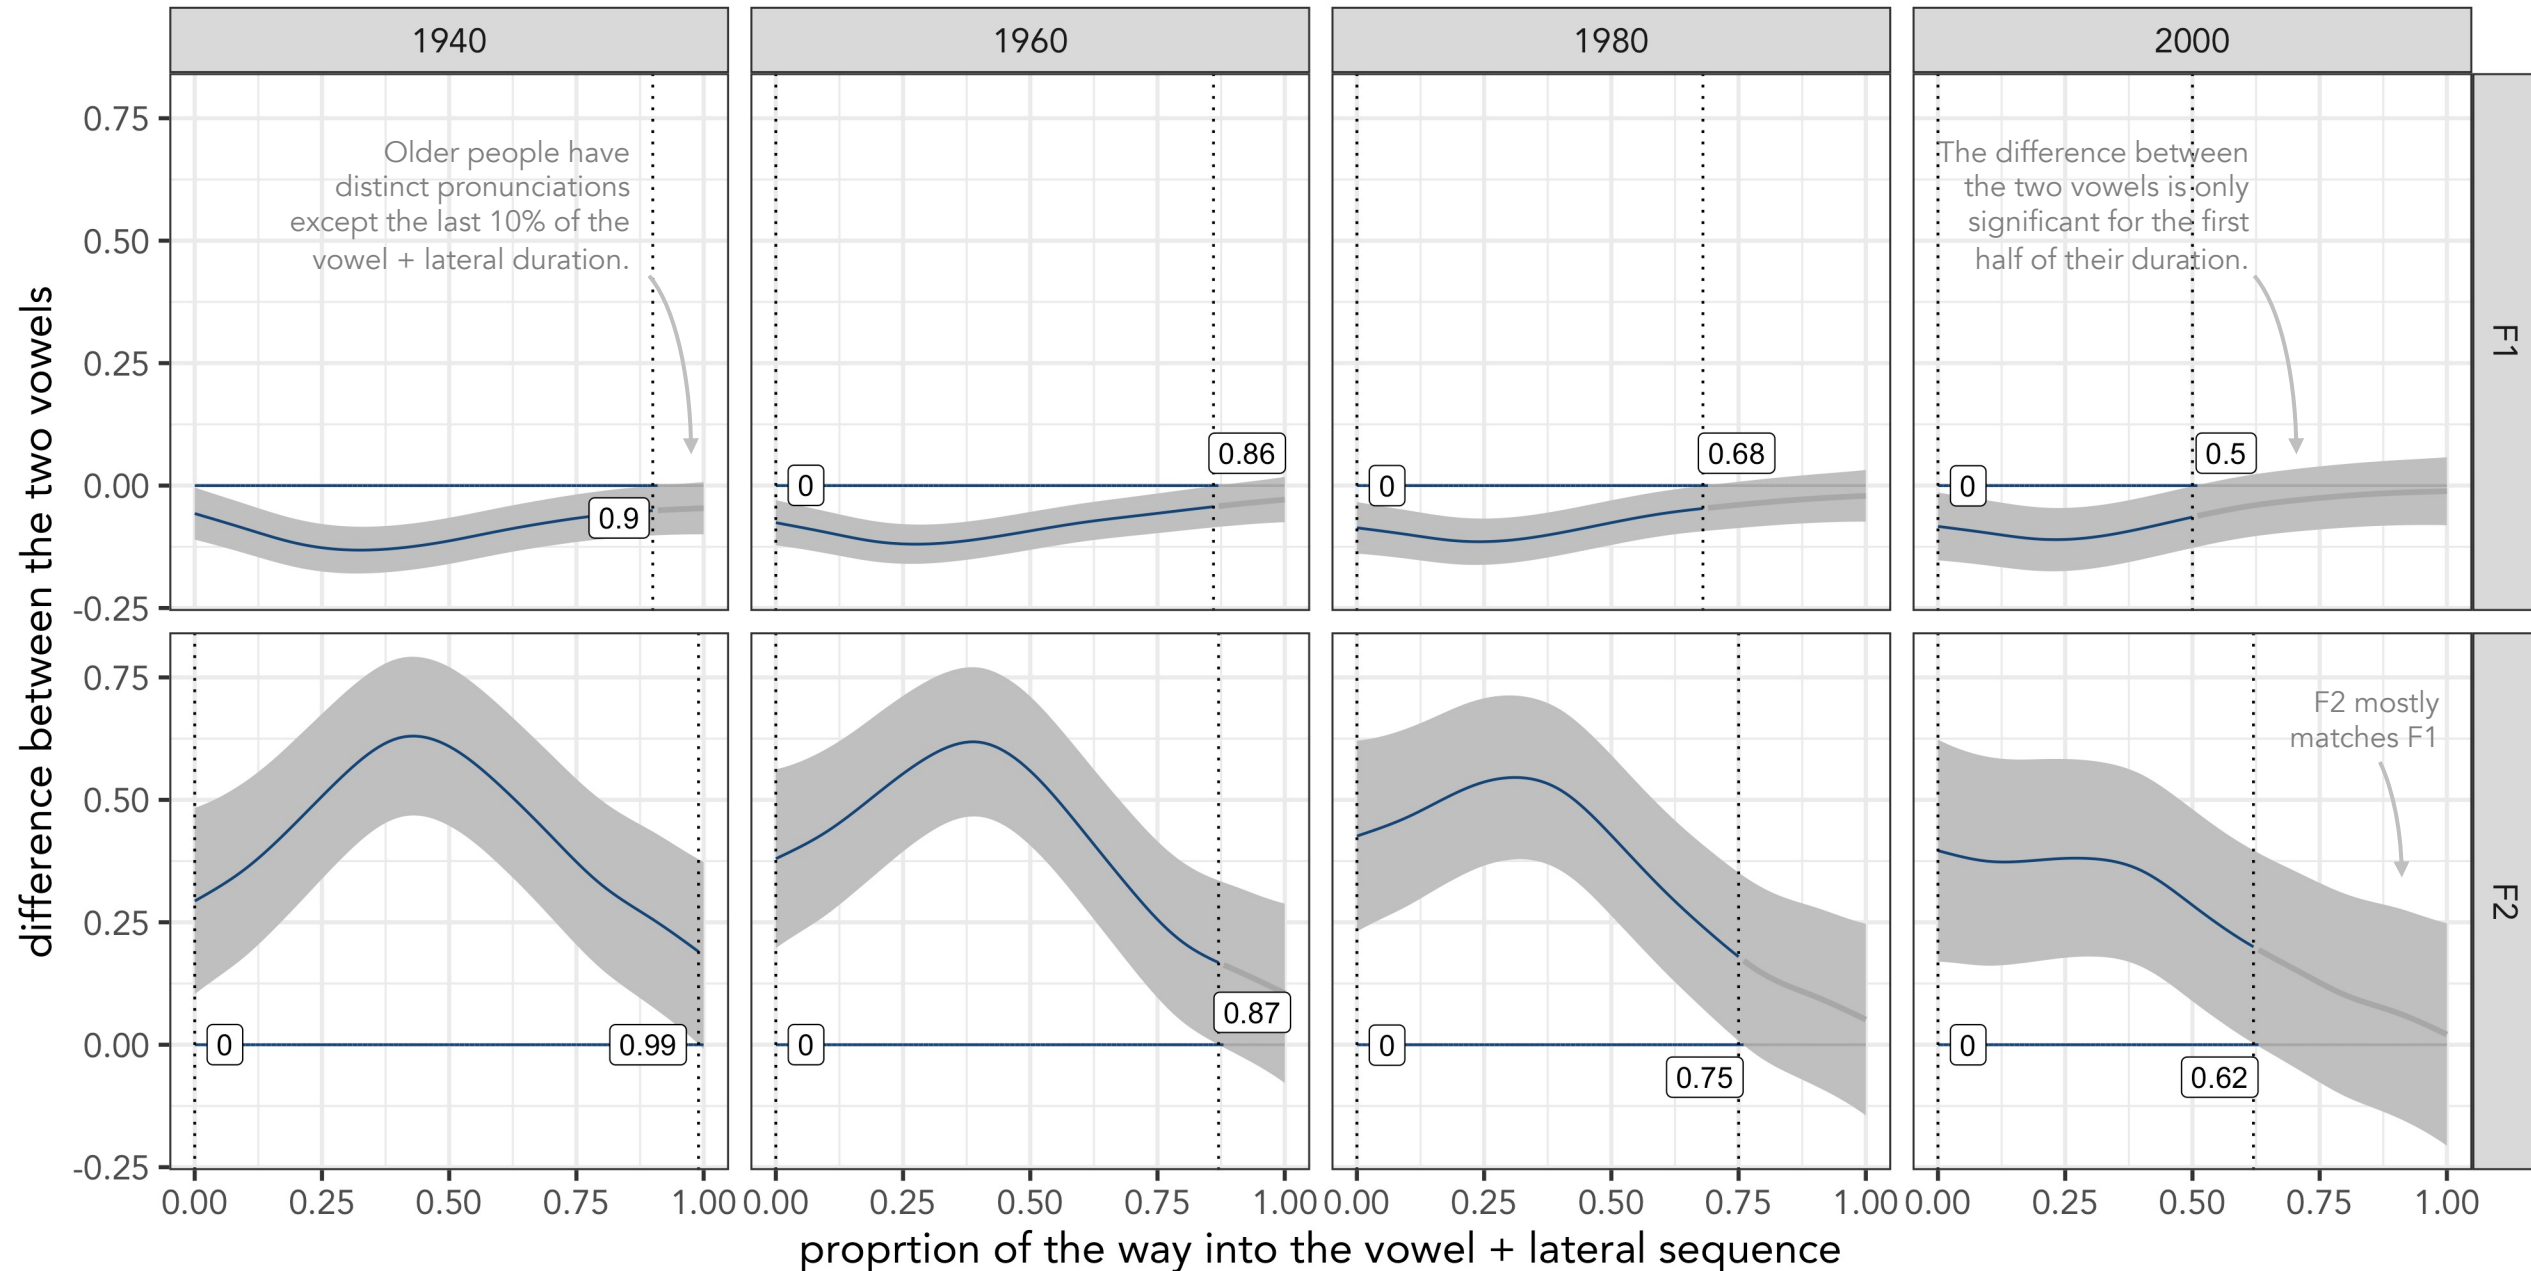 1940
1960
1980
2000
0.75
0.50
0.25
0.00
-0.25
Older people have
distinct pronunciations
except the last 10% of the
vowel + lateral duration.
0.9
0
0.86
0
0.68
The difference between
the two vowels is only
significant for the first
half of their duration.
0
0.5
F1
difference between the two vowels
0.75
0.50
0.25
0.00
-0.25
0
0.99
0
0.87
0
0.75
F2 mostly
matches F1
0
0.62
F2
0.00 0.25 0.50 0.75 1.00
0.00 0.25 0.50 0.75 1.00
0.00 0.25 0.50 0.75 1.00
0.00 0.25 0.50 0.75 1.00
proprtion of the way into the vowel + lateral sequence